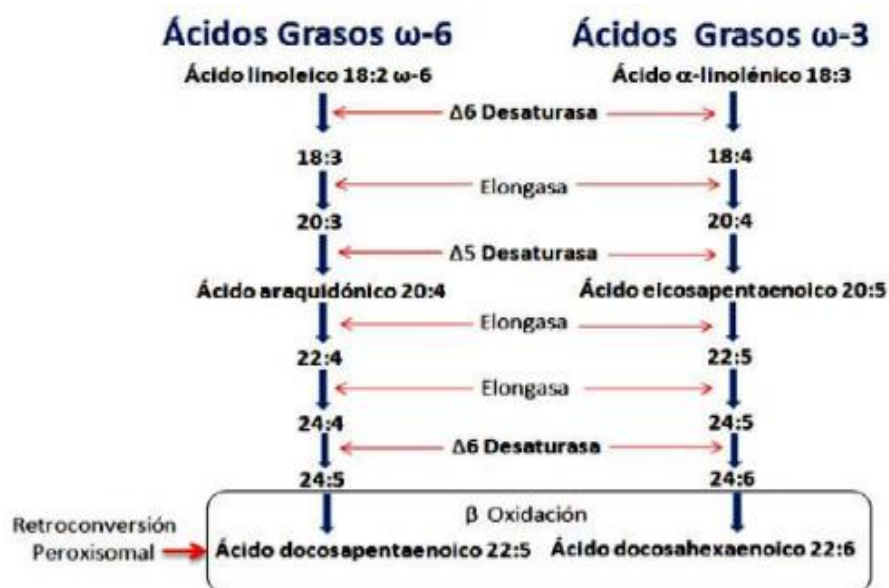 Ácidos Grasos ω-6 Ácidos Grasos ω-3
Ácido linoleico 18:2 ω-6 Ácido α-linolénico 18:3
Δ6 Desaturasa
18:3 18:4
Elongasa
20:3 20:4
Δ5 Desaturasa
Ácido araquidónico 20:4 Ácido eicosapentaenoico 20:5
Elongasa
22:4 22:5
Elongasa
24:4 24:5
Δ6 Desaturasa
24:5 24:6
β Oxidación
Retroconversión
Peroxisomal Ácido docosapentaenoico 22:5 Ácido docosahexaenoico 22:6